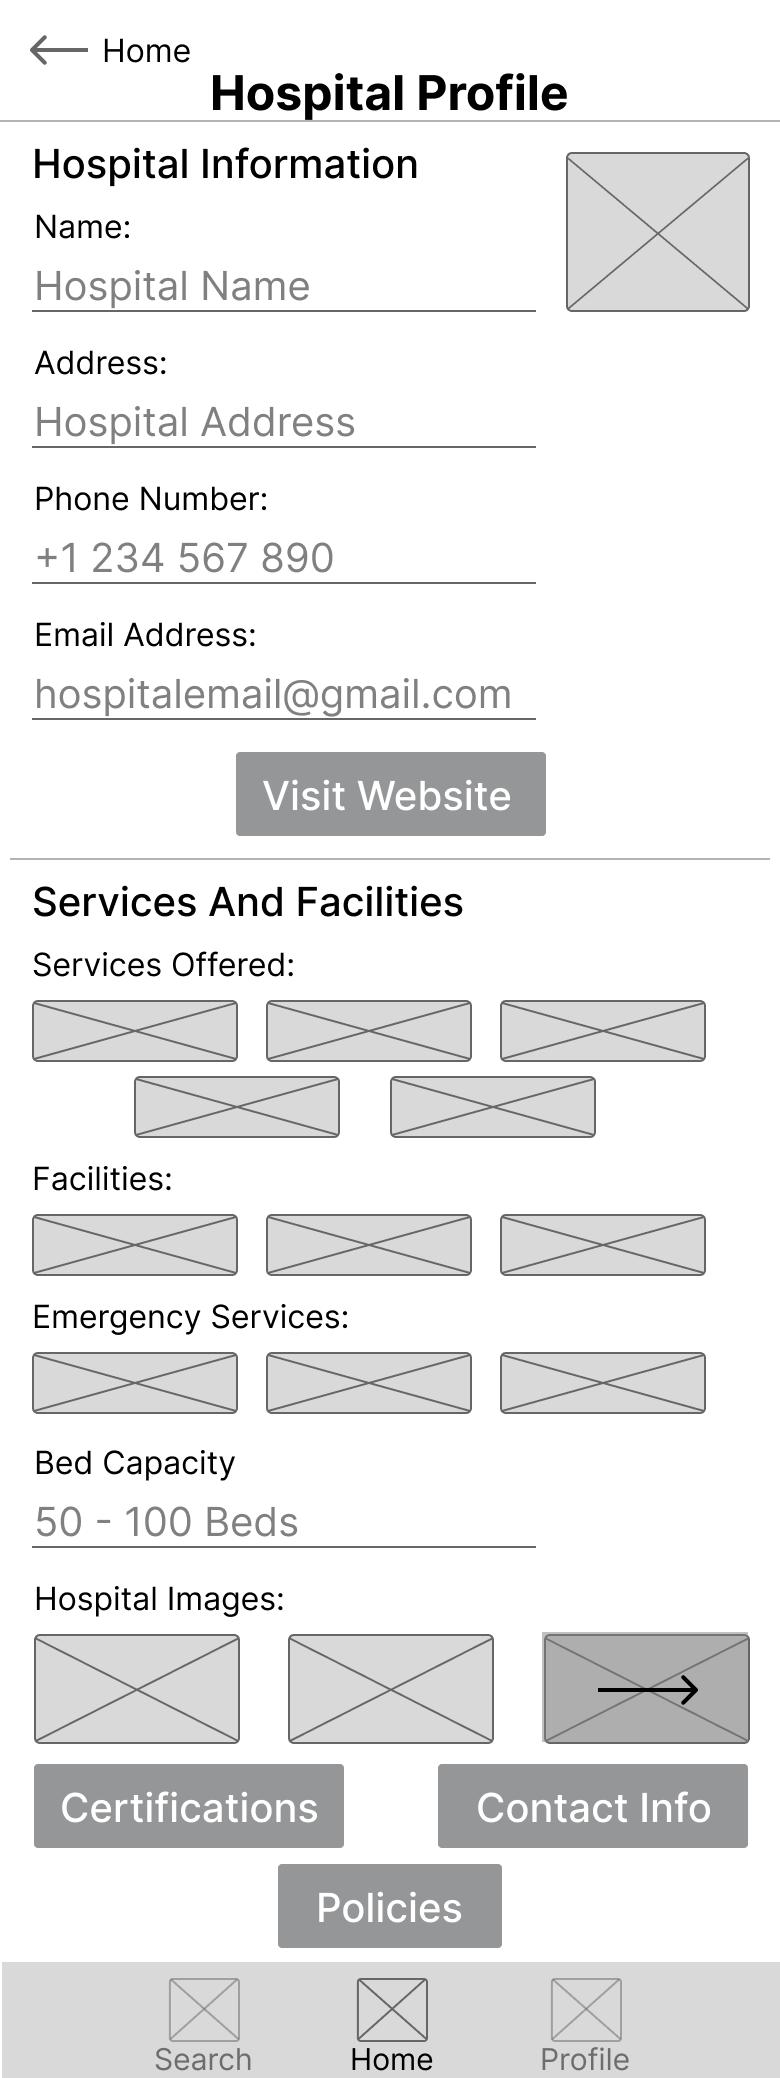 Home
Hospital Profile
Hospital Information
Name:
Hospital Name
Address:
Hospital Address
Phone Number:
+1 234 567 890
Email Address:
hospitalemail@gmail.com
Visit Website
Services And Facilities
Services Offered:
Facilities:
Emergency Services:
Bed Capacity
50 - 100 Beds
Hospital Images:
Certifications Contact Info
Policies
Search Home Profile